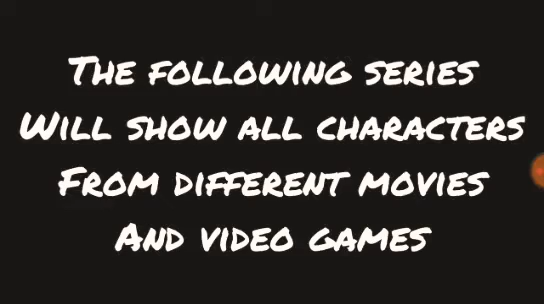 The following series
Will show all characters
From different movies
And video games